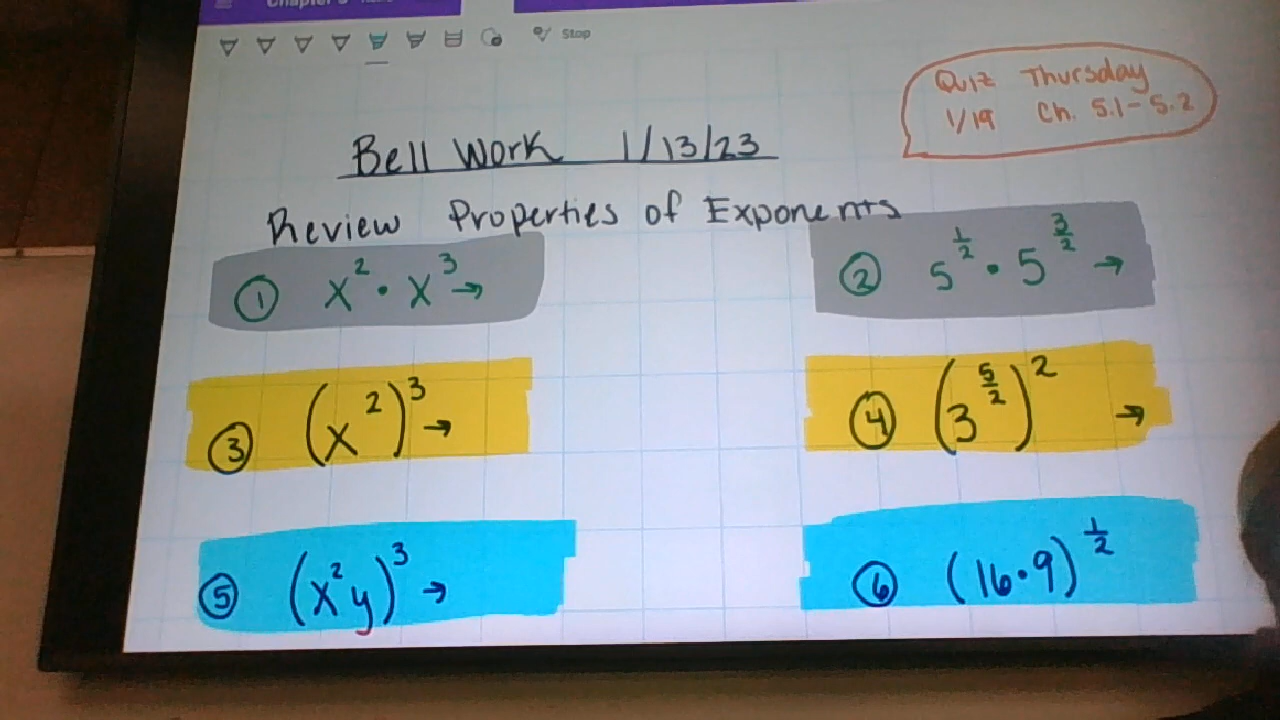 Stop
Quiz Thursday
1/19 Ch. 5.1-5.2
Bell Work 1/13/23
Review Properties of Exponents
① x² · x³ →
② 5^(1/2) · 5^(3/2) →
③ (x²)³ →
④ (3^(5/2))² →
⑤ (x²y)³ →
⑥ (16·9)^(1/2)